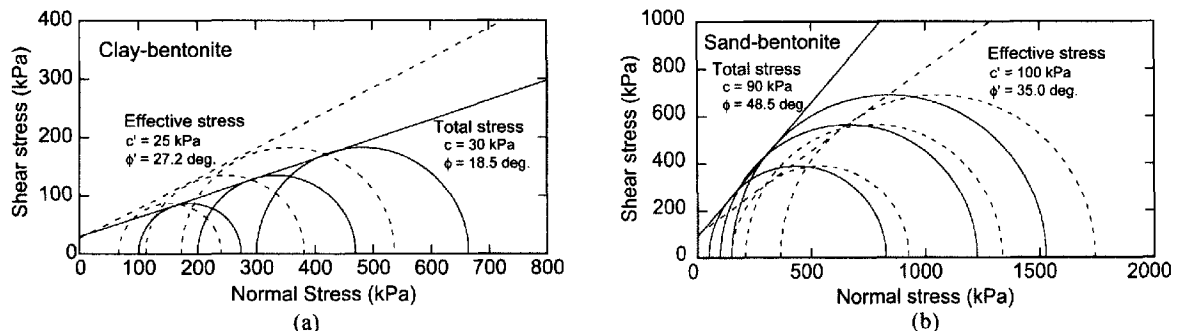 400
300
200
100
0
Shear stress (kPa)
Clay-bentonite
Effective stress
c' = 25 kPa
ϕ' = 27.2 deg.
Total stress
c = 30 kPa
ϕ = 18.5 deg.
0 100 200 300 400 500 600 700 800
Normal Stress (kPa)
(a)
1000
800
600
400
200
0
Shear stress (kPa)
Sand-bentonite
Total stress
c = 90 kPa
ϕ = 48.5 deg.
Effective stress
c' = 100 kPa
ϕ' = 35.0 deg.
0 500 1000 1500 2000
Normal stress (kPa)
(b)